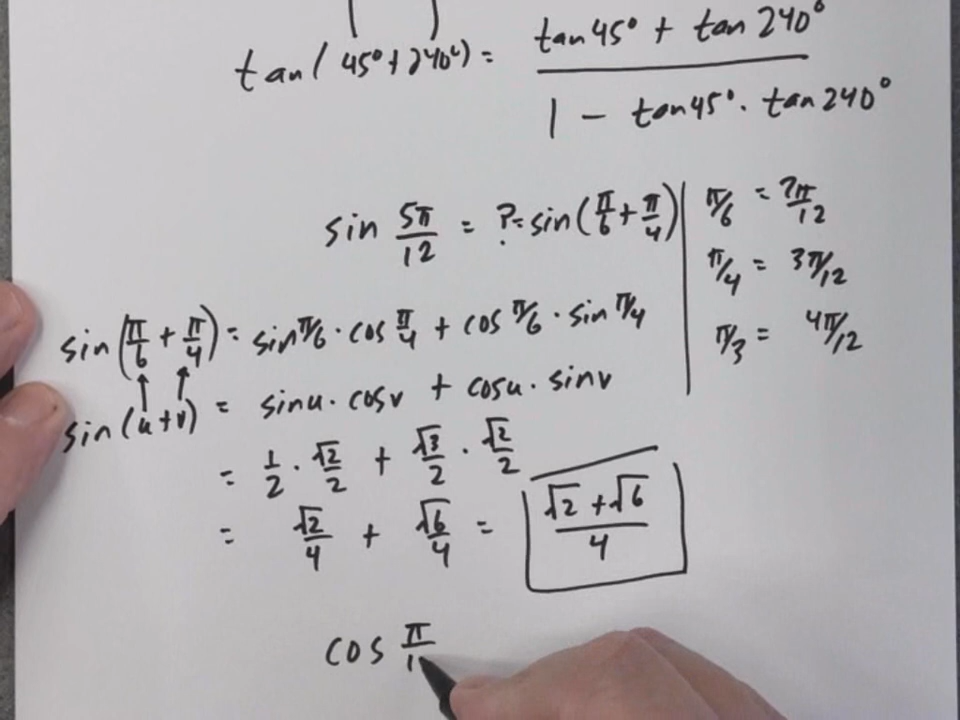 tan(45°+240°) = (tan45° + tan240°) / (1 − tan45° · tan240°)
sin 5π/12 = ? = sin(π/6 + π/4)
π/6 = 2π/12
π/4 = 3π/12
π/3 = 4π/12
sin(π/6 + π/4) = sin π/6 · cos π/4 + cos π/6 · sin π/4
sin(u+v) = sinu · cosv + cosu · sinv
= 1/2 · √2/2 + √3/2 · √2/2
= √2/4 + √6/4 = (√2 + √6)/4
cos π/1